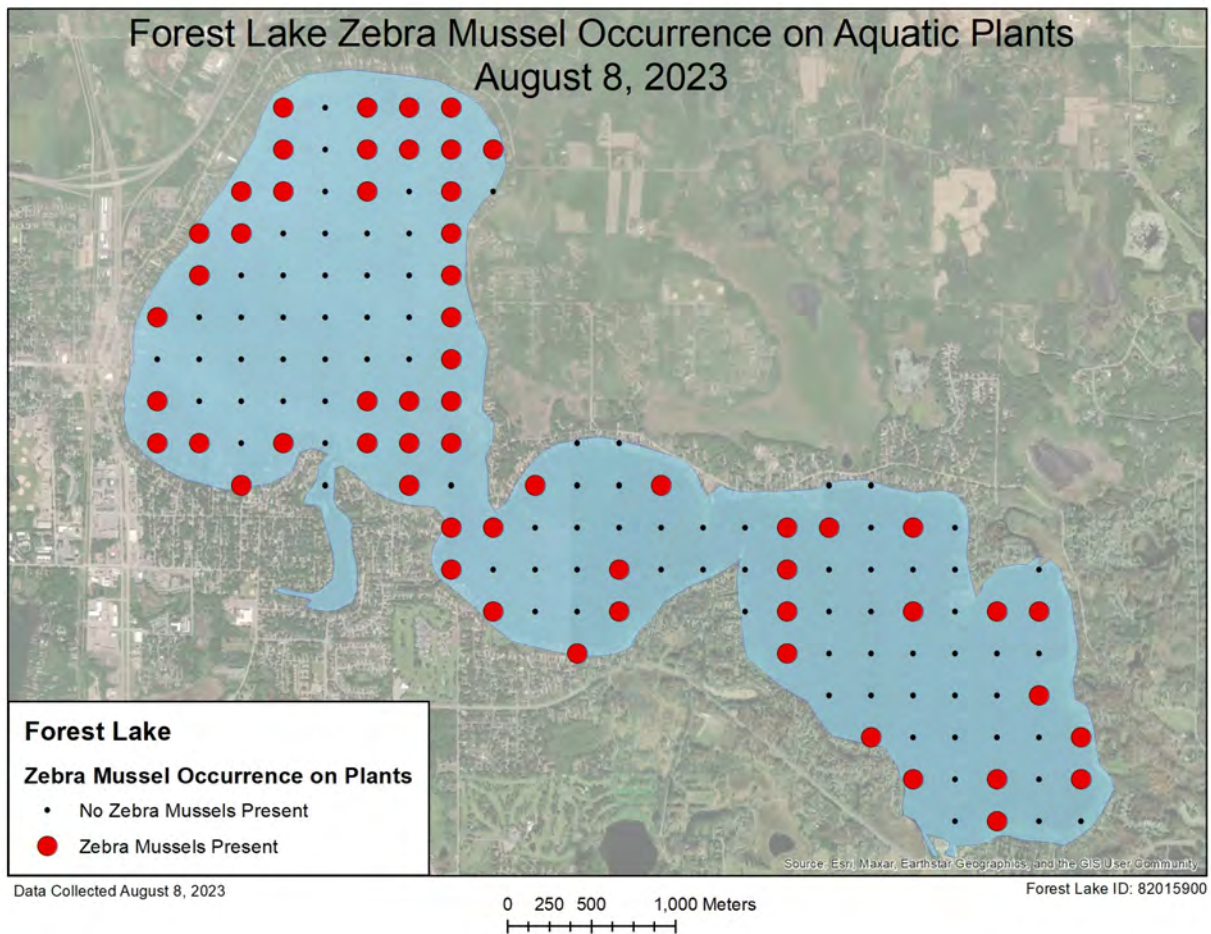 Forest Lake Zebra Mussel Occurrence on Aquatic Plants
August 8, 2023
Forest Lake
Zebra Mussel Occurrence on Plants
No Zebra Mussels Present
Zebra Mussels Present
Source: Esri, Maxar, Earthstar Geographics, and the GIS User Community
Data Collected August 8, 2023
Forest Lake ID: 82015900
0 250 500 1,000 Meters